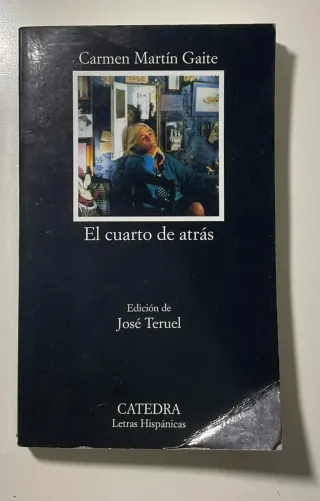 Carmen Martín Gaite
El cuarto de atrás
Edición de
José Teruel
CATEDRA
Letras Hispánicas